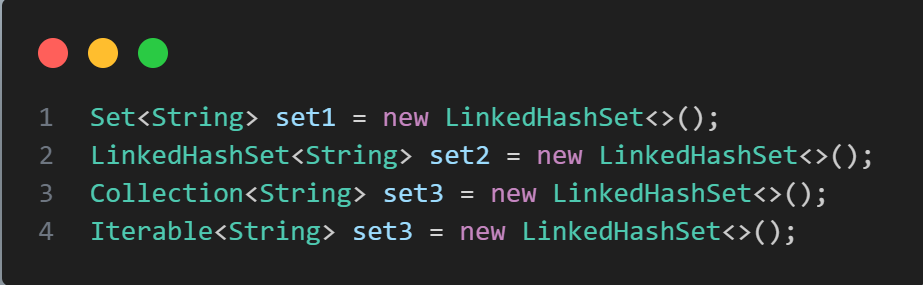 1 Set<String> set1 = new LinkedHashSet<>();
2 LinkedHashSet<String> set2 = new LinkedHashSet<>();
3 Collection<String> set3 = new LinkedHashSet<>();
4 Iterable<String> set3 = new LinkedHashSet<>();